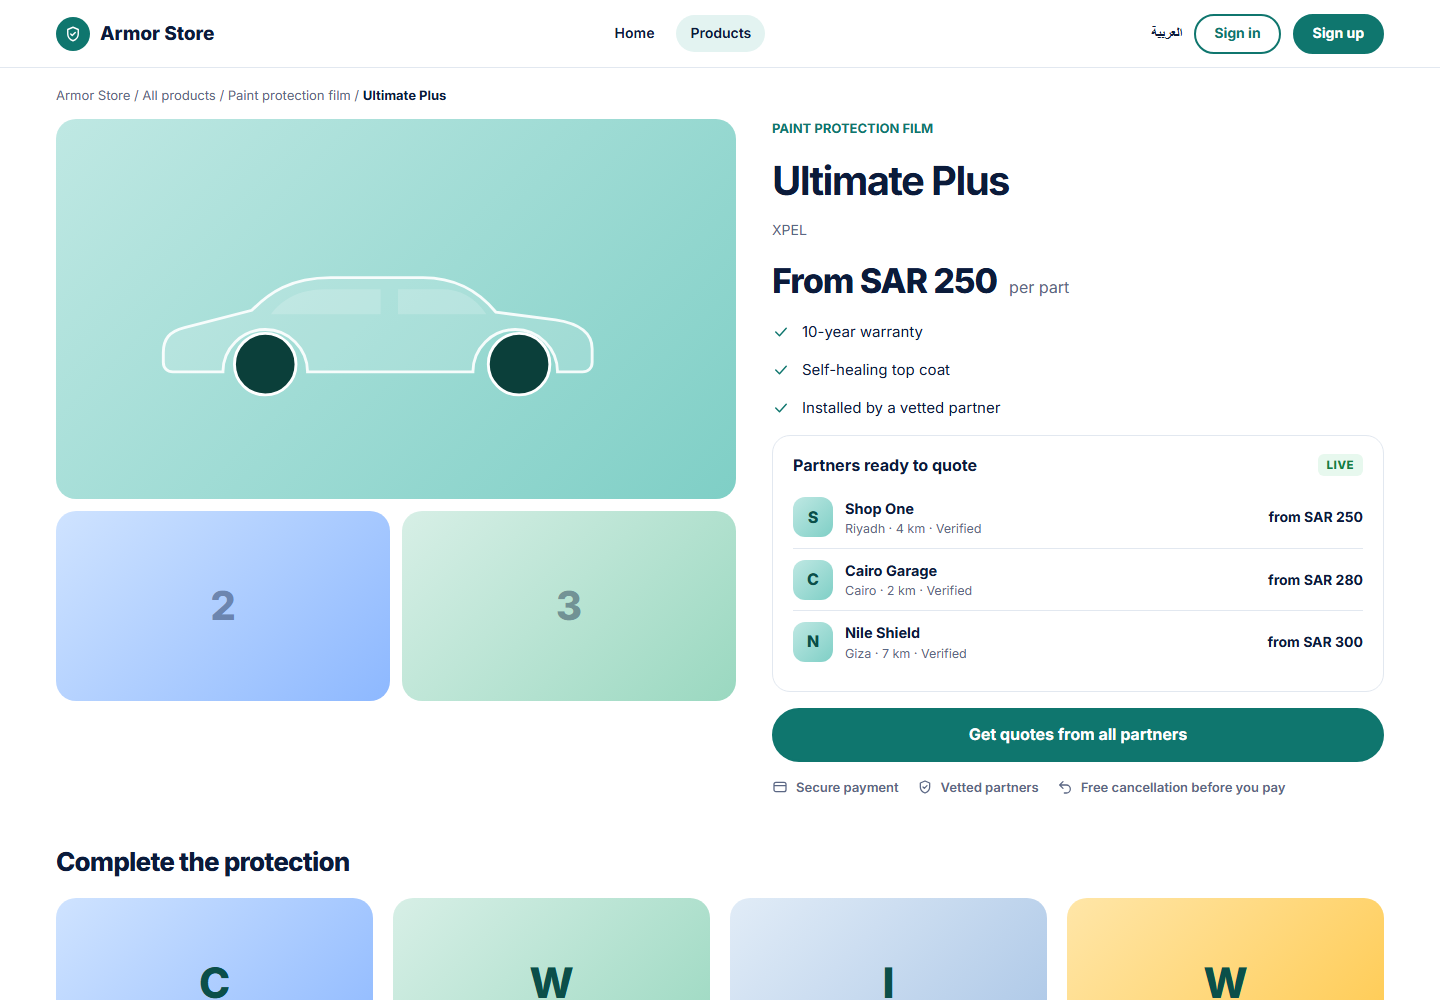 Armor Store
Home
Products
العربية
Sign in
Sign up
Armor Store / All products / Paint protection film / Ultimate Plus
PAINT PROTECTION FILM
Ultimate Plus
XPEL
From SAR 250 per part
10-year warranty
Self-healing top coat
Installed by a vetted partner
Partners ready to quote
LIVE
S
Shop One
Riyadh · 4 km · Verified
from SAR 250
C
Cairo Garage
Cairo · 2 km · Verified
from SAR 280
N
Nile Shield
Giza · 7 km · Verified
from SAR 300
2
3
Get quotes from all partners
Secure payment
Vetted partners
Free cancellation before you pay
Complete the protection
C
W
I
W